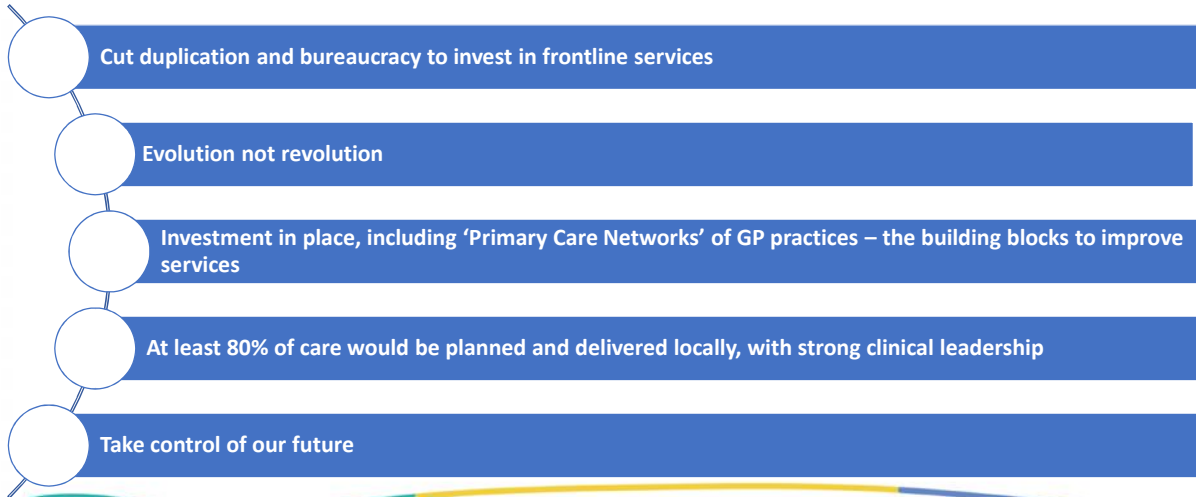 Cut duplication and bureaucracy to invest in frontline services
Evolution not revolution
Investment in place, including ‘Primary Care Networks’ of GP practices – the building blocks to improve
services
At least 80% of care would be planned and delivered locally, with strong clinical leadership
Take control of our future